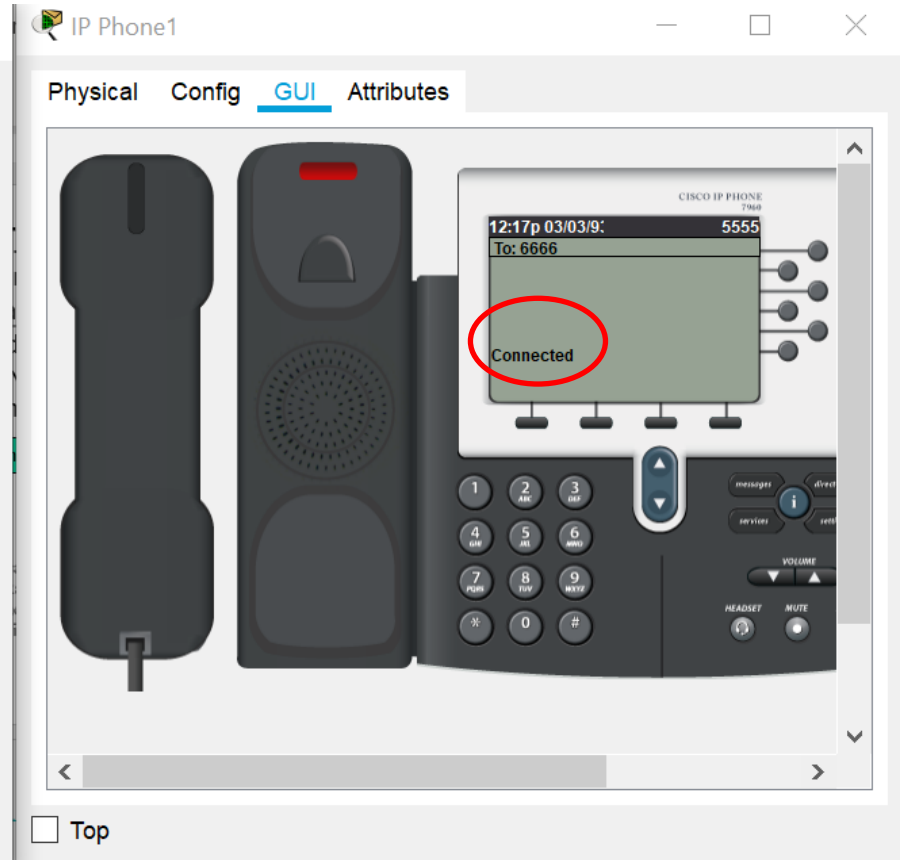 IP Phone1
Physical Config GUI Attributes
CISCO IP PHONE
7960
12:17p 03/03/9 5555
To: 6666
Connected
1 2 ABC 3 DEF
4 GHI 5 JKL 6 MNO
7 PQRS 8 TUV 9 WXYZ
* 0 #
messages direct
i
services setti
VOLUME
HEADSET MUTE
Top